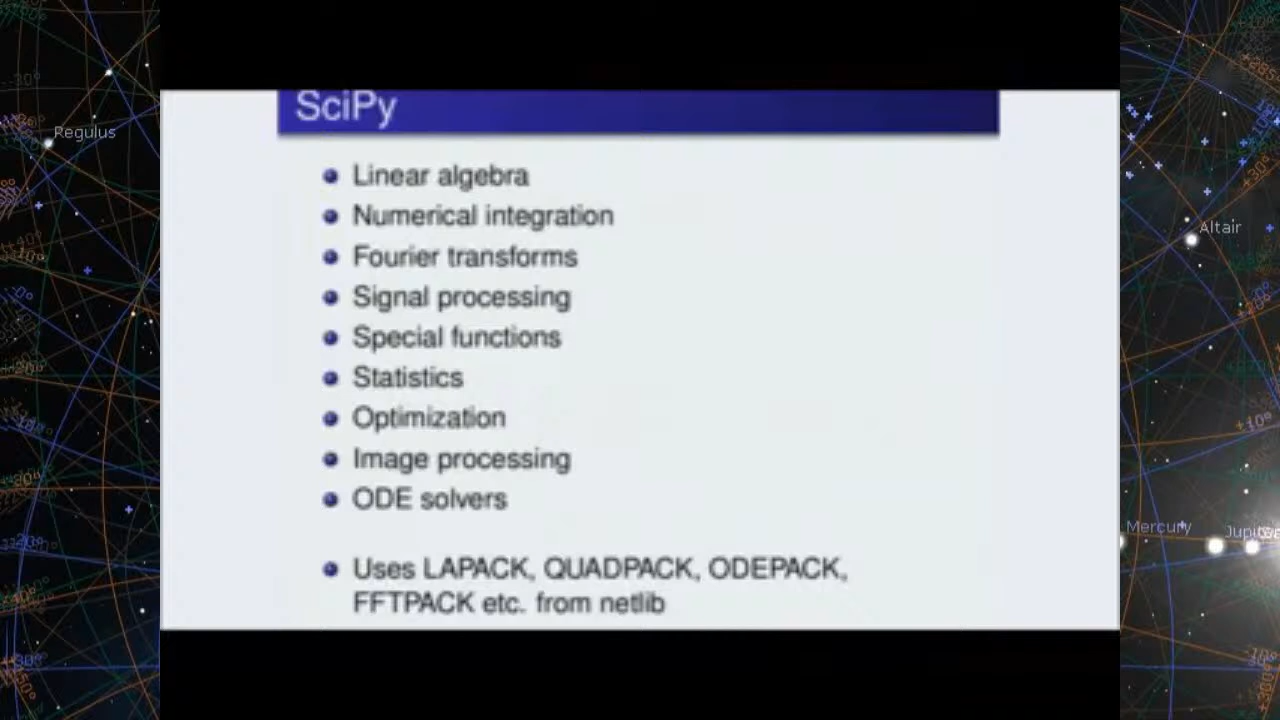 SciPy
Linear algebra
Numerical integration
Fourier transforms
Signal processing
Special functions
Statistics
Optimization
Image processing
ODE solvers
Uses LAPACK, QUADPACK, ODEPACK,
FFTPACK etc. from netlib
Regulus
Altair
Mercury